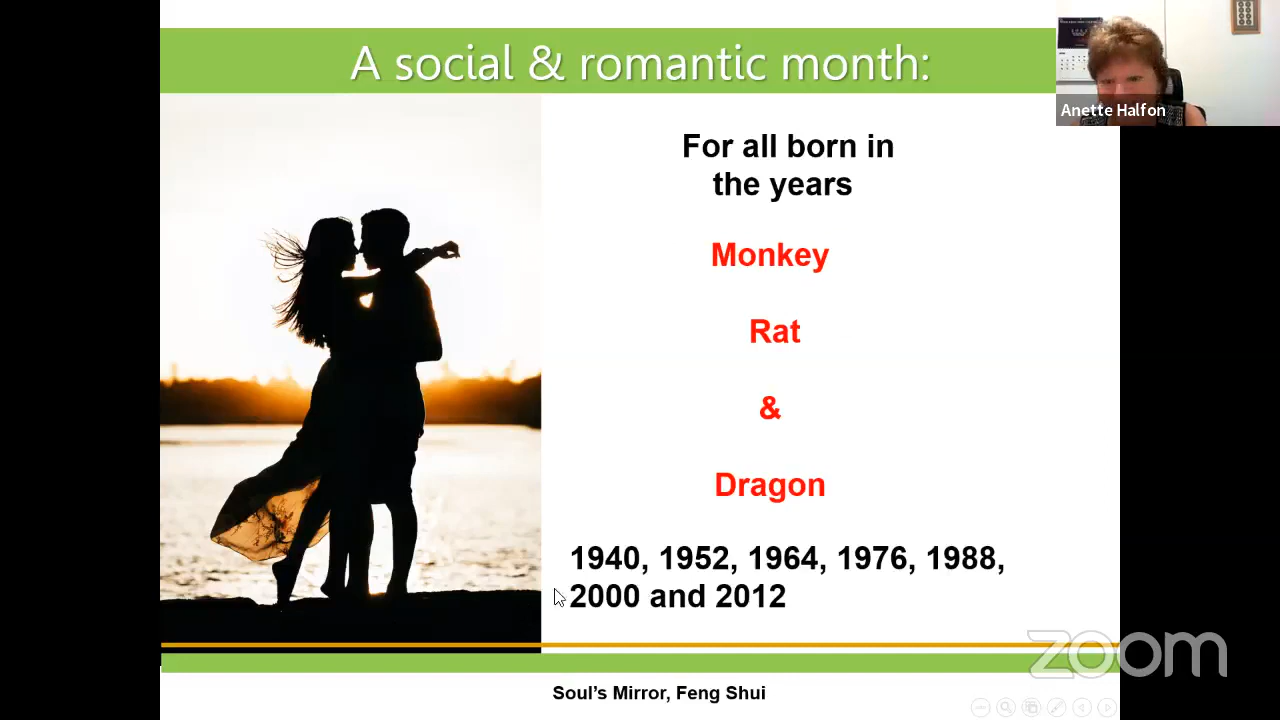 A social & romantic month:
Anette Halfon
For all born in
the years
Monkey
Rat
&
Dragon
1940, 1952, 1964, 1976, 1988,
2000 and 2012
zoom
Soul's Mirror, Feng Shui